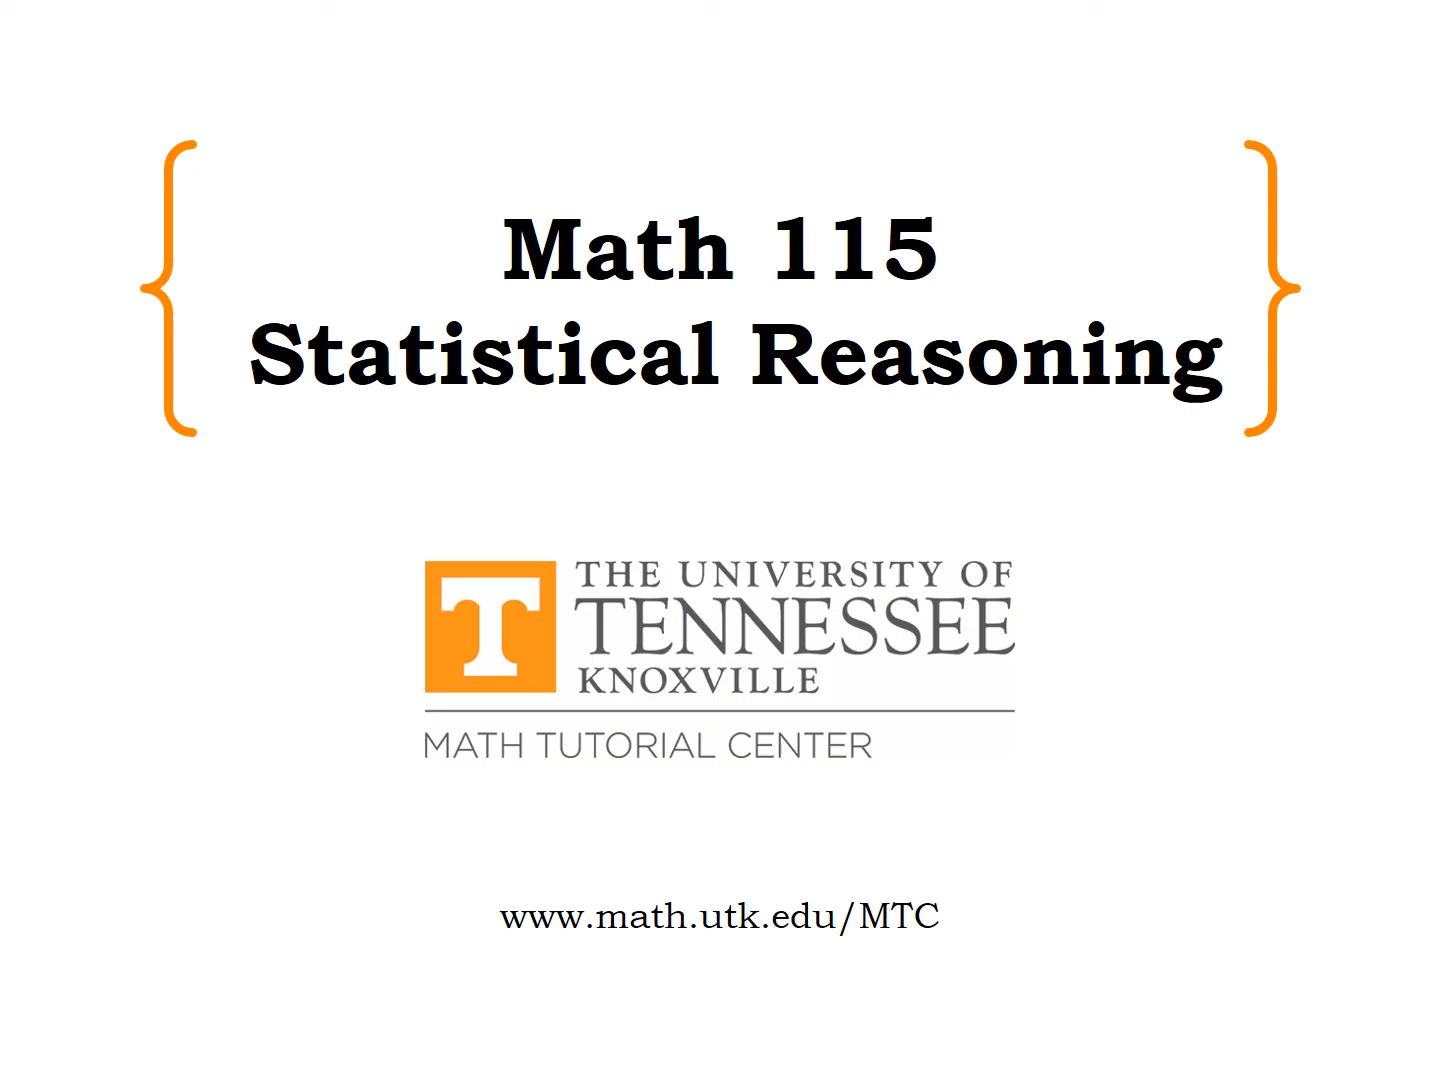 Math 115
Statistical Reasoning
T
THE UNIVERSITY OF
TENNESSEE
KNOXVILLE
MATH TUTORIAL CENTER
www.math.utk.edu/MTC